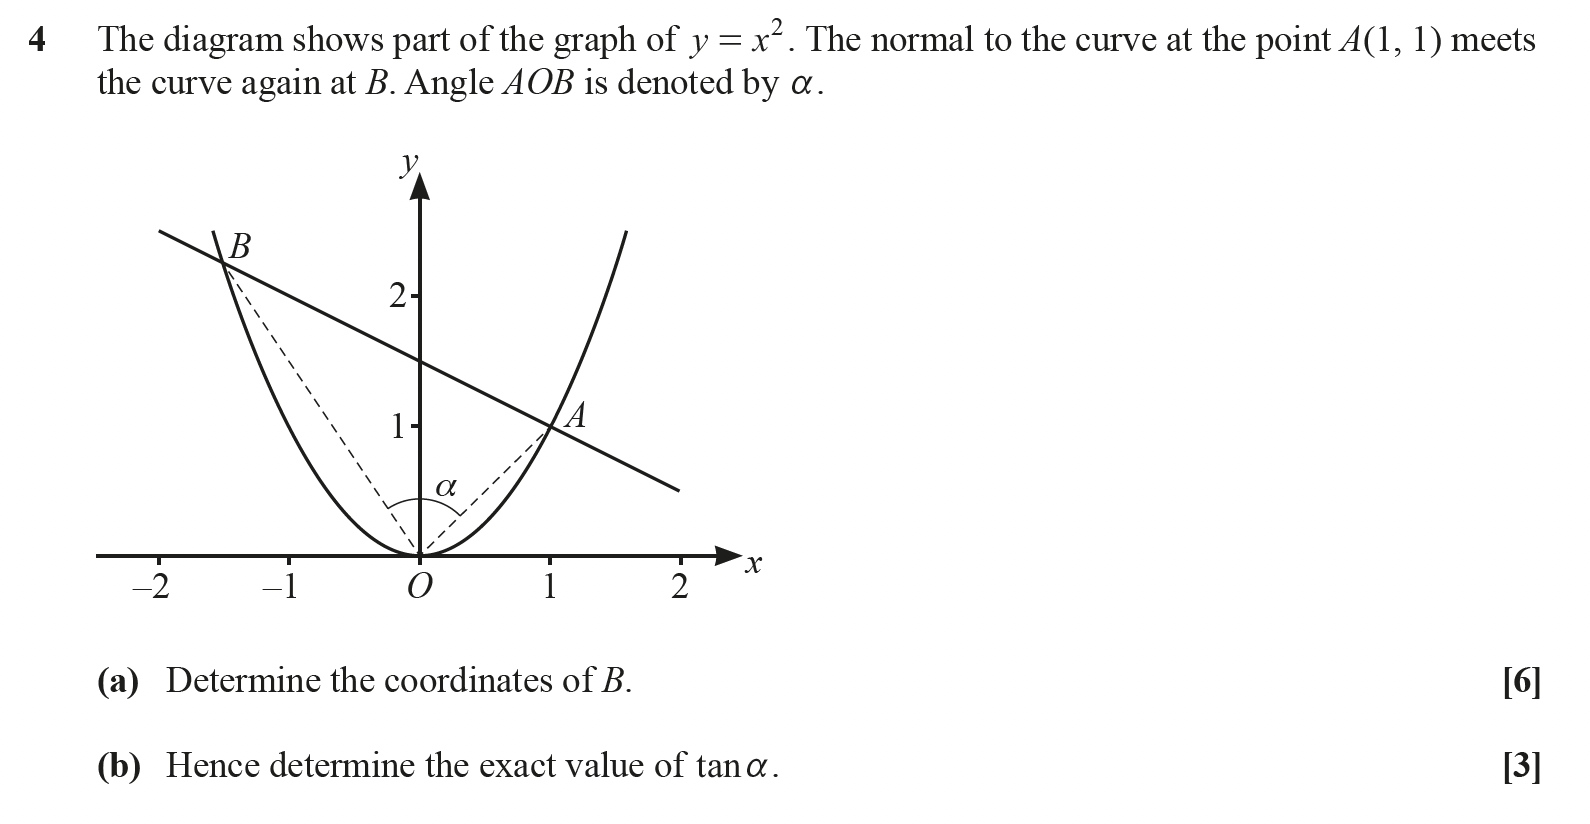 4 The diagram shows part of the graph of y = x². The normal to the curve at the point A(1, 1) meets
the curve again at B. Angle AOB is denoted by α.
y
B
2
A
1
α
x
–2 –1 O 1 2
(a) Determine the coordinates of B. [6]
(b) Hence determine the exact value of tan α. [3]